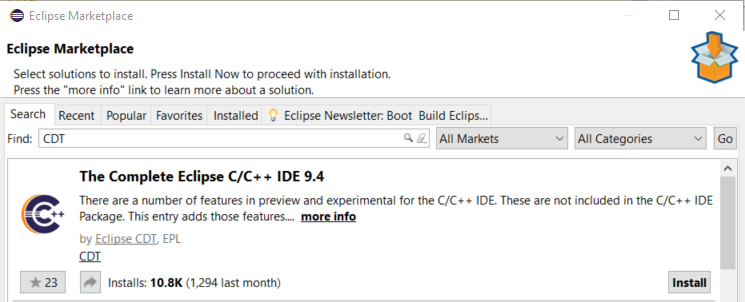 Eclipse Marketplace
Eclipse Marketplace
Select solutions to install. Press Install Now to proceed with installation.
Press the "more info" link to learn more about a solution.
Search Recent Popular Favorites Installed Eclipse Newsletter: Boot Build Eclips...
Find: CDT All Markets All Categories Go
The Complete Eclipse C/C++ IDE 9.4
There are a number of features in preview and experimental for the C/C++ IDE. These are not included in the C/C++ IDE
Package. This entry adds those features.... more info
by Eclipse CDT, EPL
CDT
23 Installs: 10.8K (1,294 last month) Install
C++